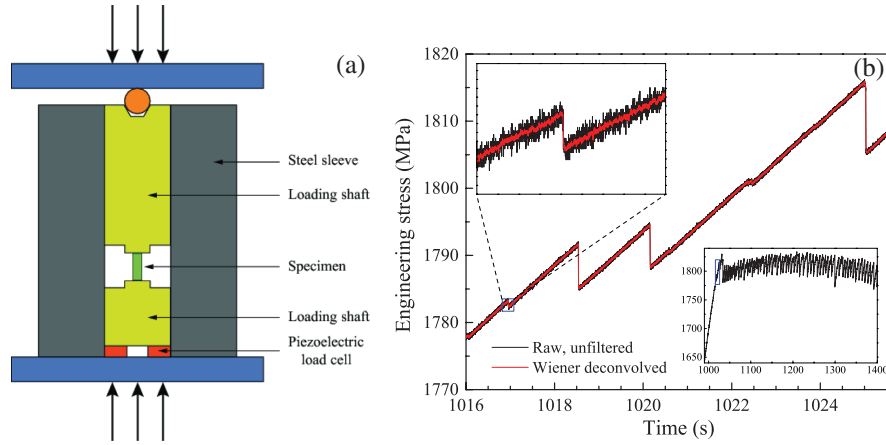 (a)
Steel sleeve
Loading shaft
Specimen
Loading shaft
Piezoelectric
load cell
(b)
Engineering stress (MPa)
1820
1810
1800
1790
1780
1770
1016
1018
1020
1022
1024
Time (s)
Raw, unfiltered
Wiener deconvolved
1800
1750
1700
1650
1000
1100
1200
1300
1400